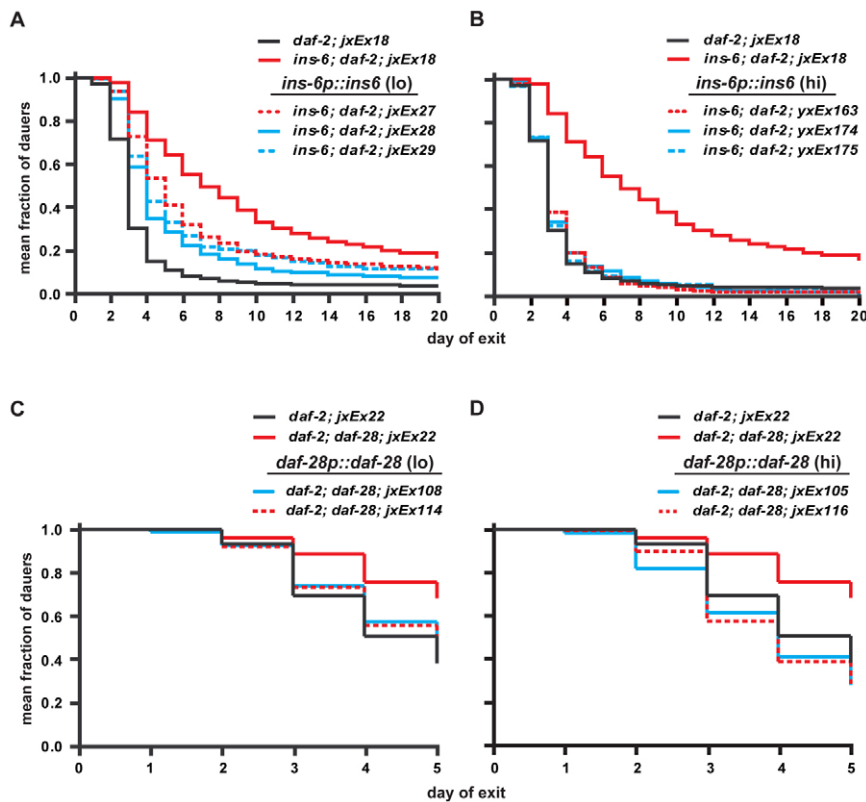 A
daf-2; jxEx18
ins-6; daf-2; jxEx18
ins-6p::ins6 (lo)
ins-6; daf-2; jxEx27
ins-6; daf-2; jxEx28
ins-6; daf-2; jxEx29
mean fraction of dauers
1.0
0.8
0.6
0.4
0.2
0.0
0 2 4 6 8 10 12 14 16 18 20
B
daf-2; jxEx18
ins-6; daf-2; jxEx18
ins-6p::ins6 (hi)
ins-6; daf-2; yxEx163
ins-6; daf-2; yxEx174
ins-6; daf-2; yxEx175
0 2 4 6 8 10 12 14 16 18 20
day of exit
C
daf-2; jxEx22
daf-2; daf-28; jxEx22
daf-28p::daf-28 (lo)
daf-2; daf-28; jxEx108
daf-2; daf-28; jxEx114
mean fraction of dauers
1.0
0.8
0.6
0.4
0.2
0.0
0 1 2 3 4 5
D
daf-2; jxEx22
daf-2; daf-28; jxEx22
daf-28p::daf-28 (hi)
daf-2; daf-28; jxEx105
daf-2; daf-28; jxEx116
0 1 2 3 4 5
day of exit